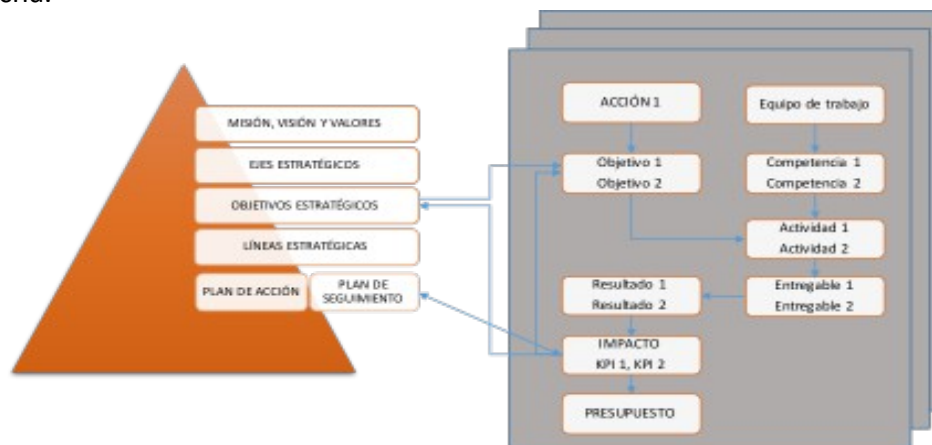 MISIÓN, VISIÓN Y VALORES
EJES ESTRATÉGICOS
OBJETIVOS ESTRATÉGICOS
LÍNEAS ESTRATÉGICAS
PLAN DE ACCIÓN
PLAN DE
SEGUIMIENTO
ACCIÓN 1
Equipo de trabajo
Objetivo 1
Objetivo 2
Competencia 1
Competencia 2
Actividad 1
Actividad 2
Resultado 1
Resultado 2
Entregable 1
Entregable 2
IMPACTO
KPI 1, KPI 2
PRESUPUESTO